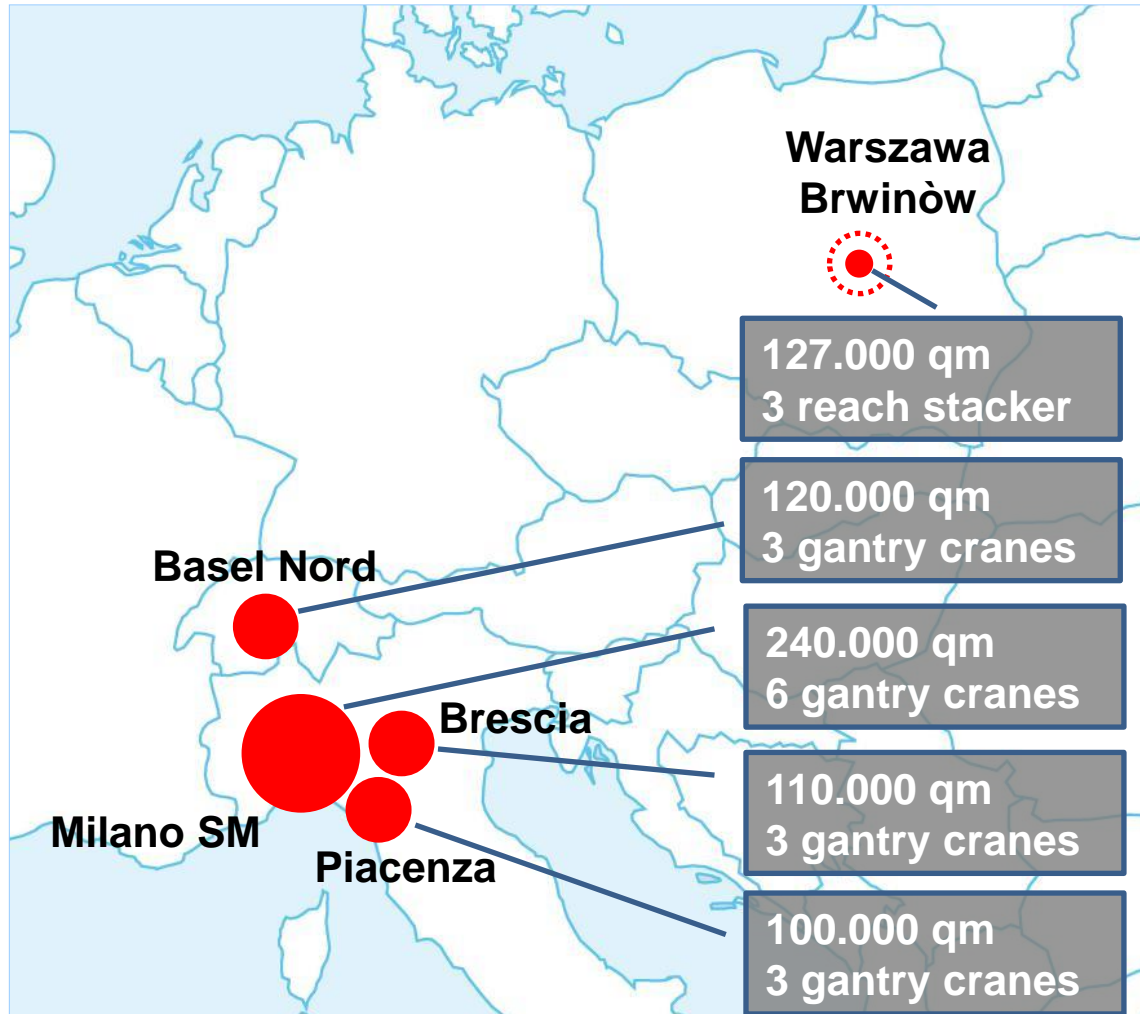 Warszawa
Brwinòw
127.000 qm
3 reach stacker
120.000 qm
3 gantry cranes
Basel Nord
240.000 qm
6 gantry cranes
Brescia
110.000 qm
3 gantry cranes
Milano SM
Piacenza
100.000 qm
3 gantry cranes